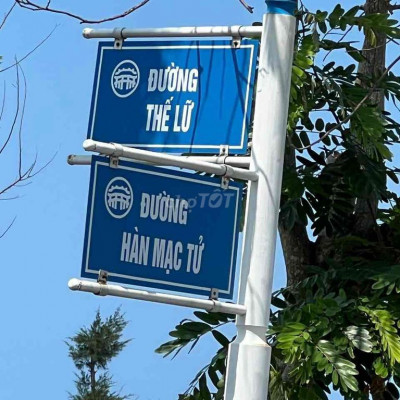 ĐƯỜNG
THẾ LỮ
ĐƯỜNG
HÀN MẠC TỬ